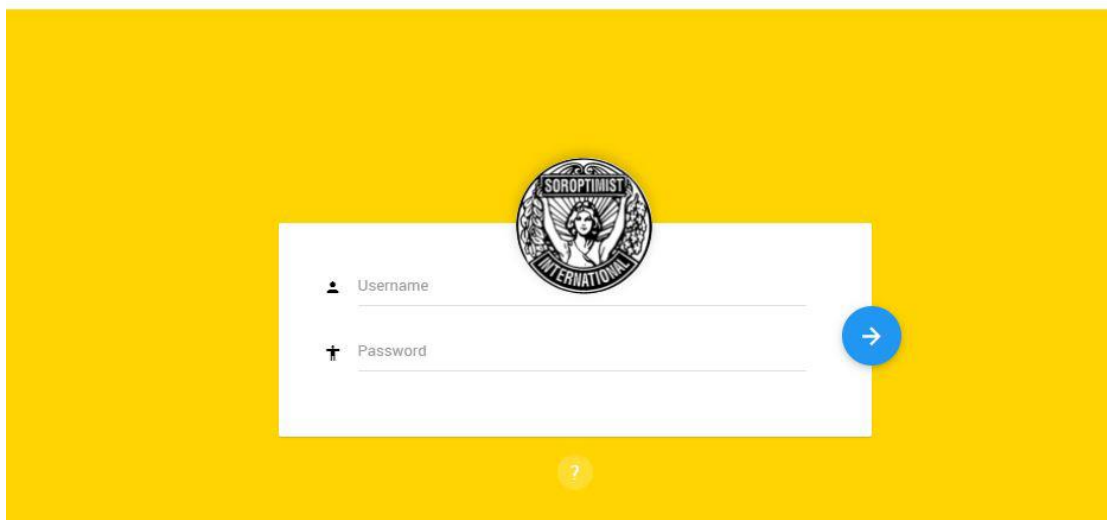 SOROPTIMIST
INTERNATIONAL
Username
Password
?